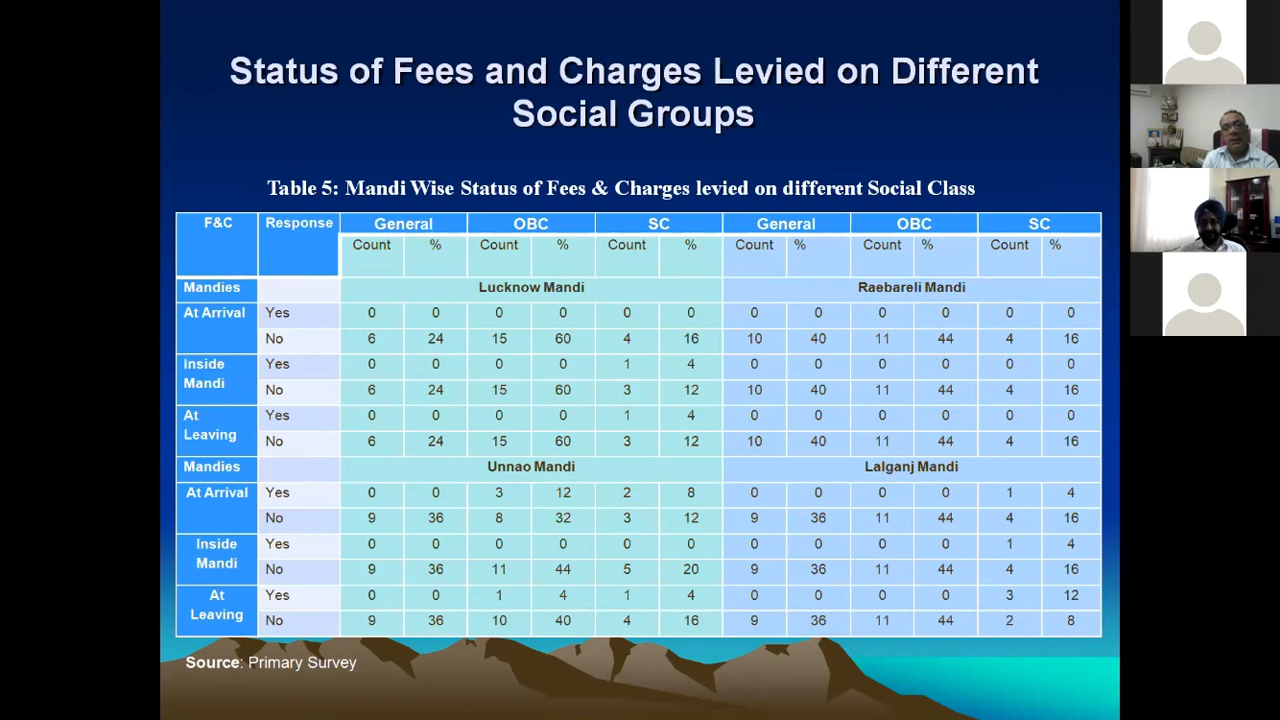 Status of Fees and Charges Levied on Different
Social Groups
Table 5: Mandi Wise Status of Fees & Charges levied on different Social Class
F&C Response General OBC SC General OBC SC
Count % Count % Count % Count % Count % Count %
Mandies Lucknow Mandi Raebareli Mandi
At Arrival Yes 0 0 0 0 0 0 0 0 0 0 0 0
No 6 24 15 60 4 16 10 40 11 44 4 16
Inside Mandi Yes 0 0 0 0 1 4 0 0 0 0 0 0
No 6 24 15 60 3 12 10 40 11 44 4 16
At Leaving Yes 0 0 0 0 1 4 0 0 0 0 0 0
No 6 24 15 60 3 12 10 40 11 44 4 16
Mandies Unnao Mandi Lalganj Mandi
At Arrival Yes 0 0 3 12 2 8 0 0 0 0 1 4
No 9 36 8 32 3 12 9 36 11 44 4 16
Inside Mandi Yes 0 0 0 0 0 0 0 0 0 0 1 4
No 9 36 11 44 5 20 9 36 11 44 4 16
At Leaving Yes 0 0 1 4 1 4 0 0 0 0 3 12
No 9 36 10 40 4 16 9 36 11 44 2 8
Source: Primary Survey